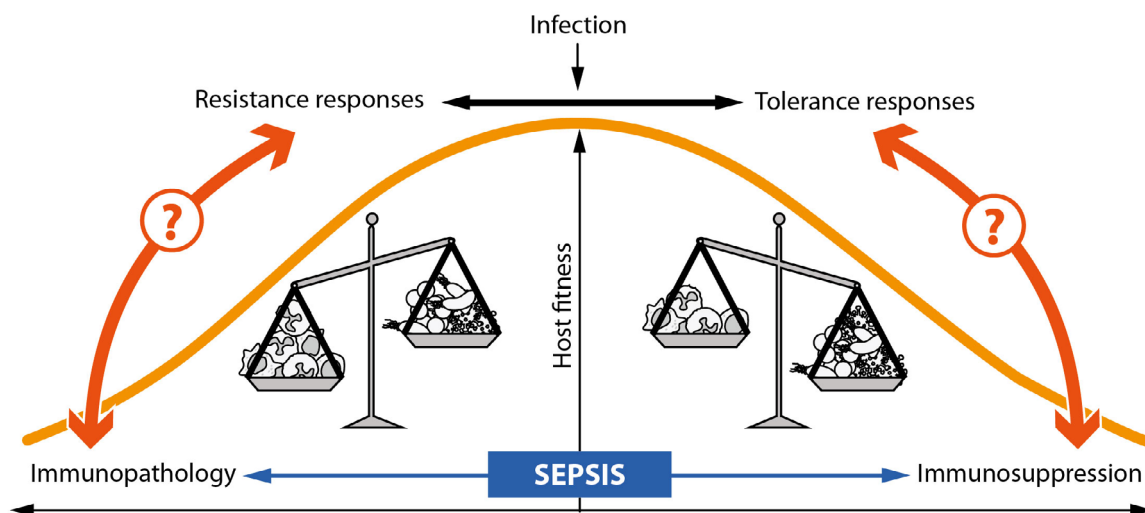 Infection
Resistance responses
Tolerance responses
?
?
Host fitness
Immunopathology
SEPSIS
Immunosuppression